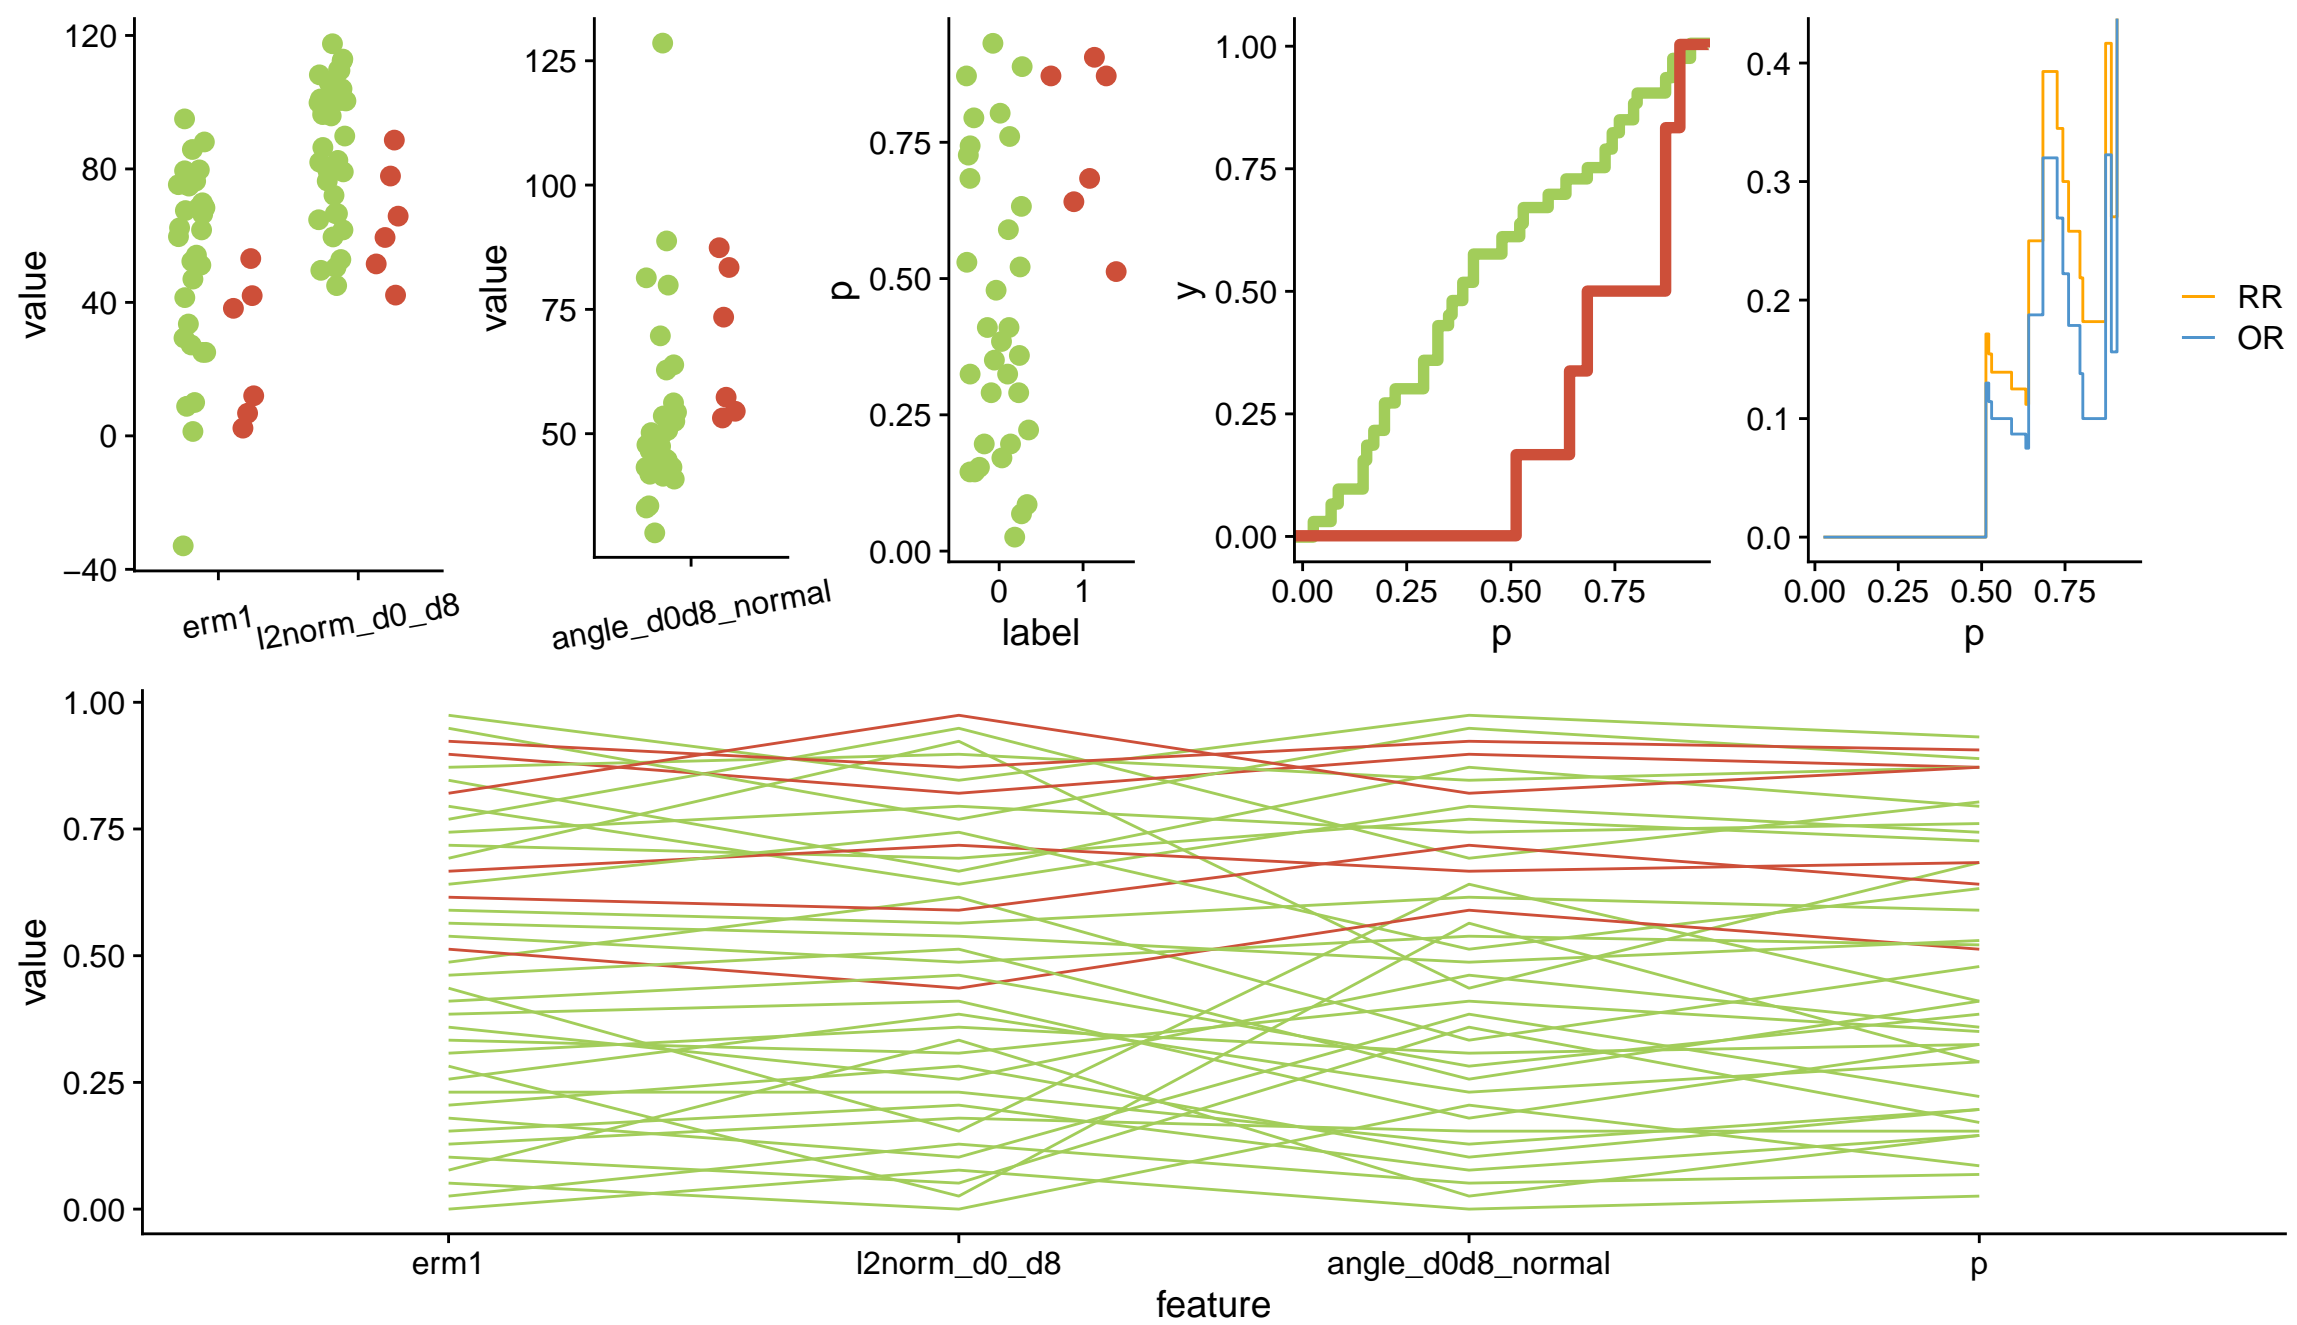 120
80
40
0
−40
value
erm1
l2norm_d0_d8
125
100
75
50
value
angle_d0d8_normal
0.75
0.50
0.25
0.00
p
0
1
label
1.00
0.75
0.50
0.25
0.00
y
0.00 0.25 0.50 0.75
p
0.4
0.3
0.2
0.1
0.0
0.00 0.25 0.50 0.75
p
RR
OR
1.00
0.75
0.50
0.25
0.00
value
erm1
l2norm_d0_d8
angle_d0d8_normal
p
feature